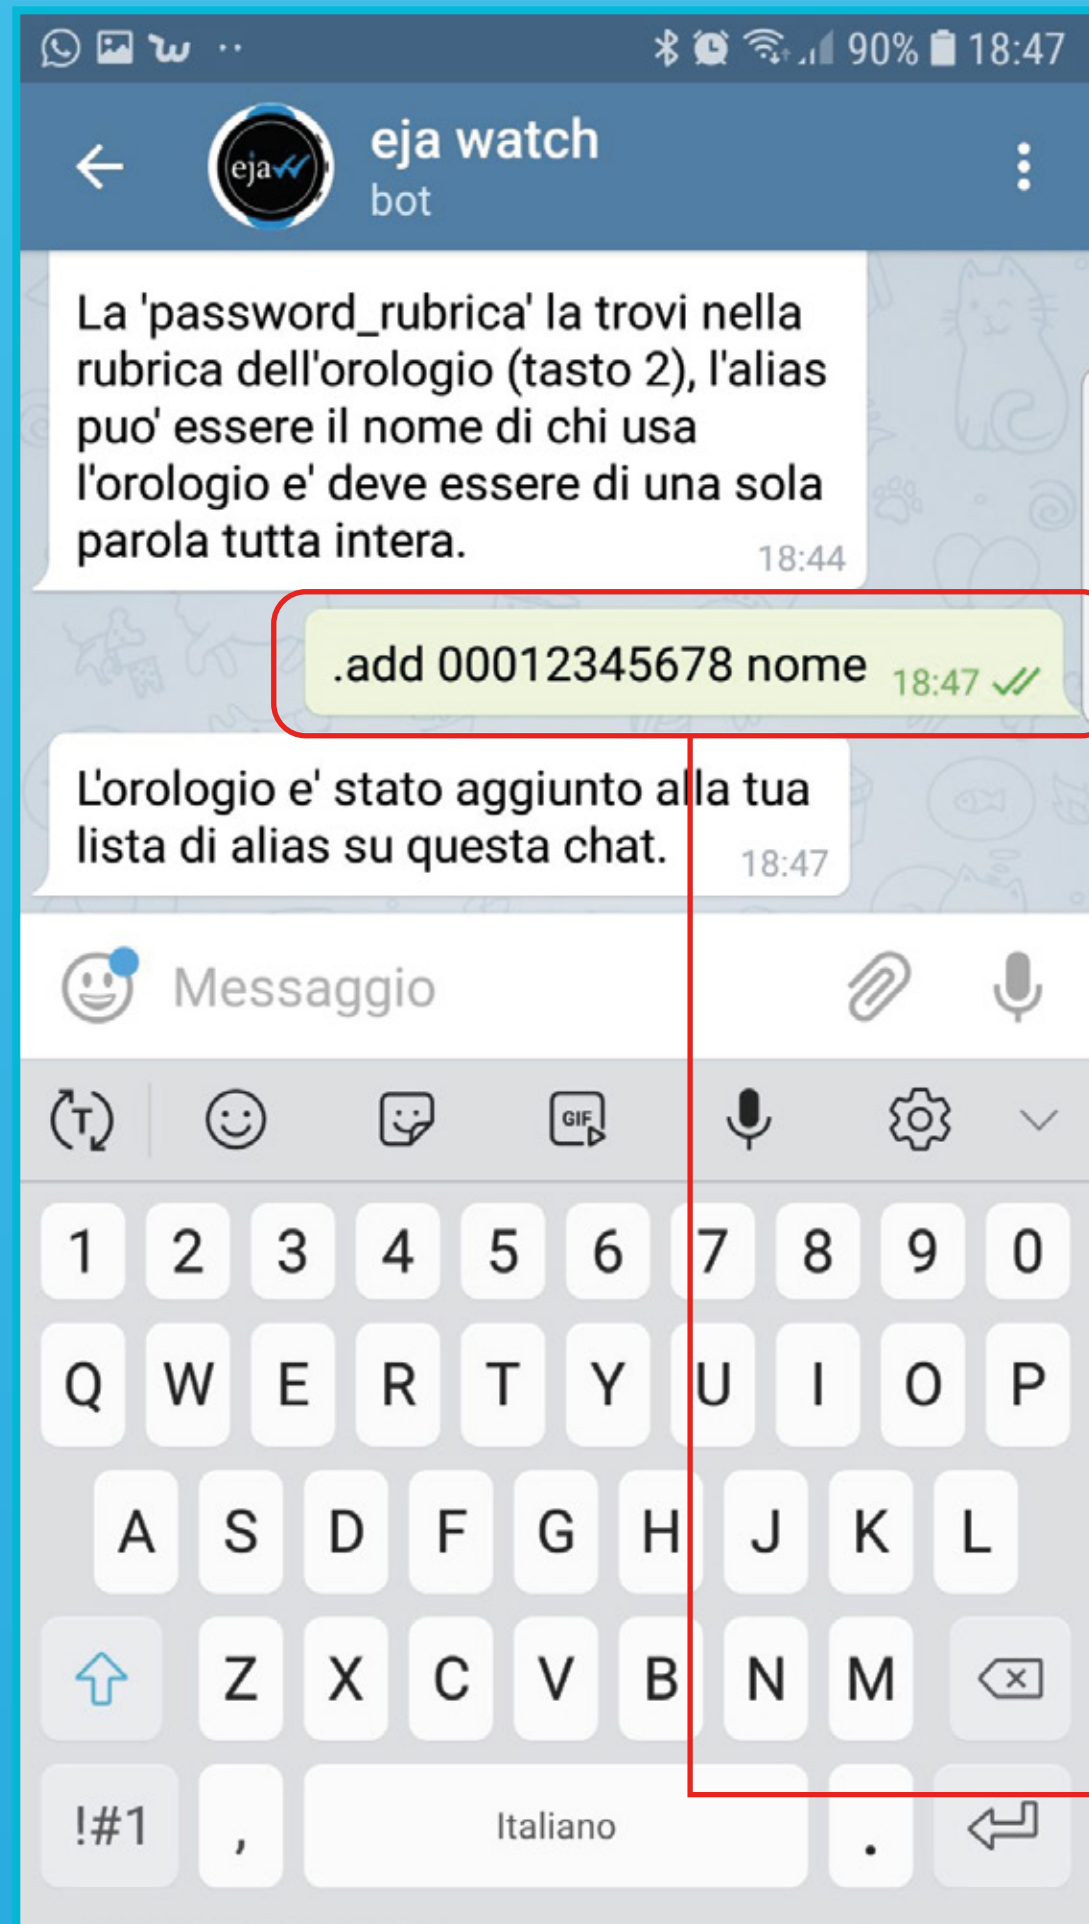 90% 18:47
eja
eja watch
bot
La 'password_rubrica' la trovi nella
rubrica dell'orologio (tasto 2), l'alias
puo' essere il nome di chi usa
l'orologio e' deve essere di una sola
parola tutta intera.
18:44
.add 00012345678 nome 18:47
L'orologio e' stato aggiunto alla tua
lista di alias su questa chat.
18:47
Messaggio
T GIF
1 2 3 4 5 6 7 8 9 0
Q W E R T Y U I O P
A S D F G H J K L
Z X C V B N M
!#1 , Italiano .